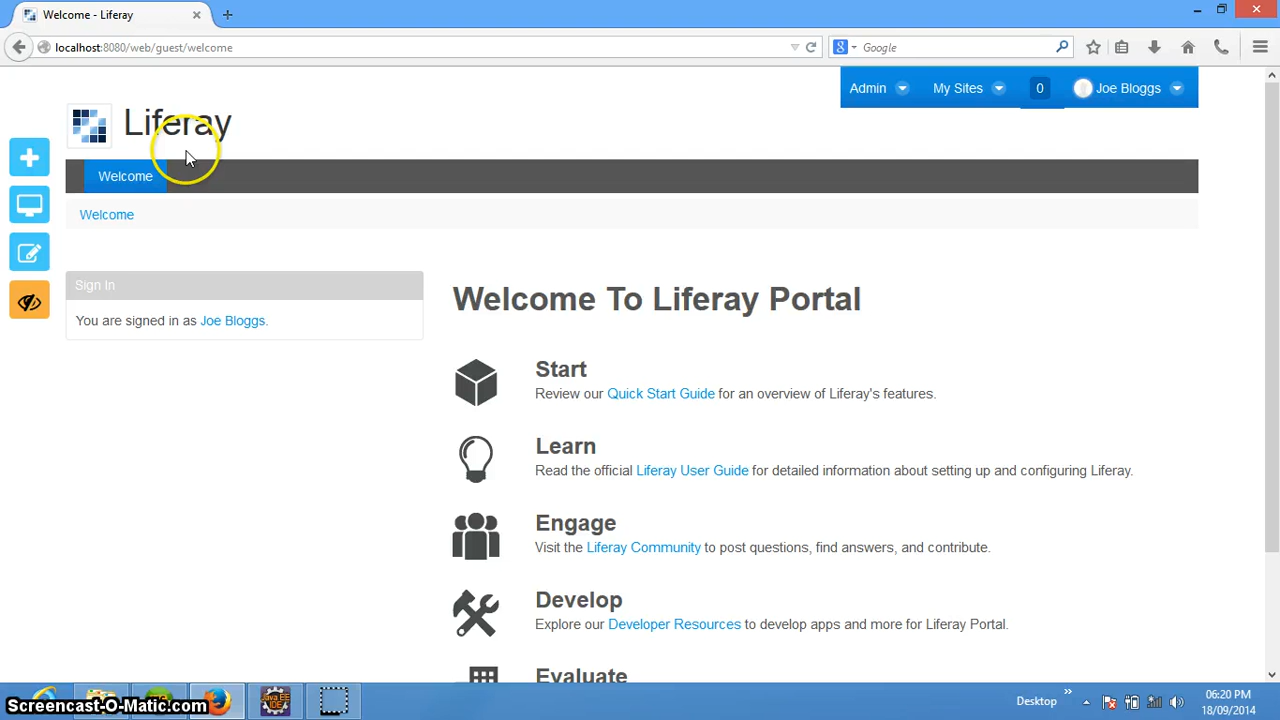 Welcome - Liferay
localhost:8080/web/guest/welcome
Google
Admin
My Sites
0
Joe Bloggs
Liferay
Welcome
Welcome
Sign In
You are signed in as Joe Bloggs.
Welcome To Liferay Portal
Start
Review our Quick Start Guide for an overview of Liferay's features.
Learn
Read the official Liferay User Guide for detailed information about setting up and configuring Liferay.
Engage
Visit the Liferay Community to post questions, find answers, and contribute.
Develop
Explore our Developer Resources to develop apps and more for Liferay Portal.
Evaluate
Java EE
IDE
Desktop
06:20 PM
18/09/2014
Screencast-O-Matic.com